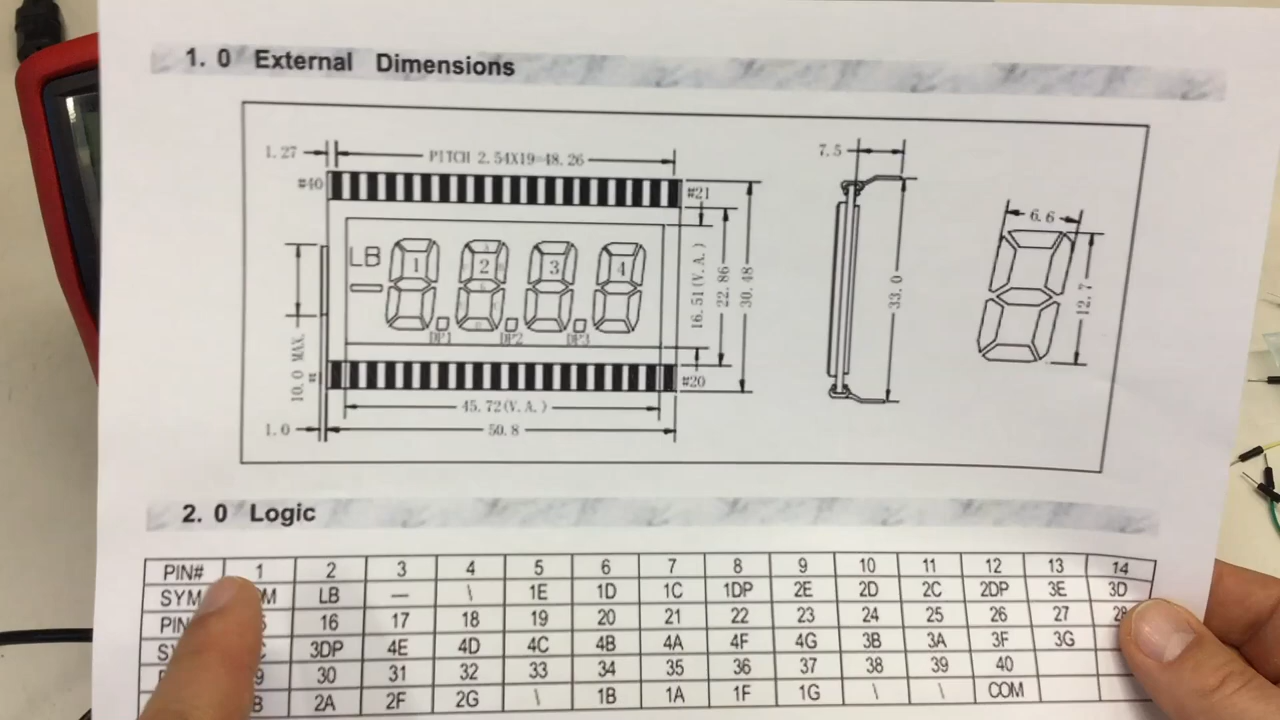 1. 0 External Dimensions
1.27
PITCH 2.54X19=48.26
#40
#21
LB
1 2 3 4
DP1 DP2 DP3
16.51(V.A.)
22.86
30.48
10.0 MAX.
#20
45.72(V.A.)
1.0
50.8
7.5
33.0
6.6
12.7
2. 0 Logic
PIN# 1 2 3 4 5 6 7 8 9 10 11 12 13 14
SYM LB — \ 1E 1D 1C 1DP 2E 2D 2C 2DP 3E 3D
PIN 16 17 18 19 20 21 22 23 24 25 26 27 28
3DP 4E 4D 4C 4B 4A 4F 4G 3B 3A 3F 3G
30 31 32 33 34 35 36 37 38 39 40
2A 2F 2G \ 1B 1A 1F 1G \ \ COM